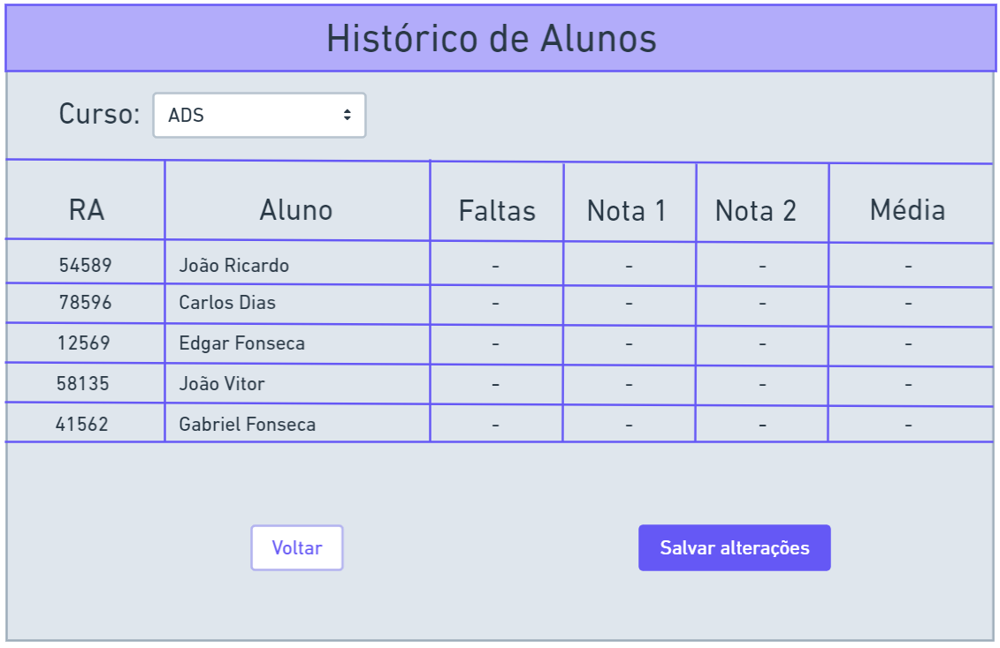 Histórico de Alunos
Curso: ADS
RA Aluno Faltas Nota 1 Nota 2 Média
54589 João Ricardo - - - -
78596 Carlos Dias - - - -
12569 Edgar Fonseca - - - -
58135 João Vitor - - - -
41562 Gabriel Fonseca - - - -
Voltar Salvar alterações